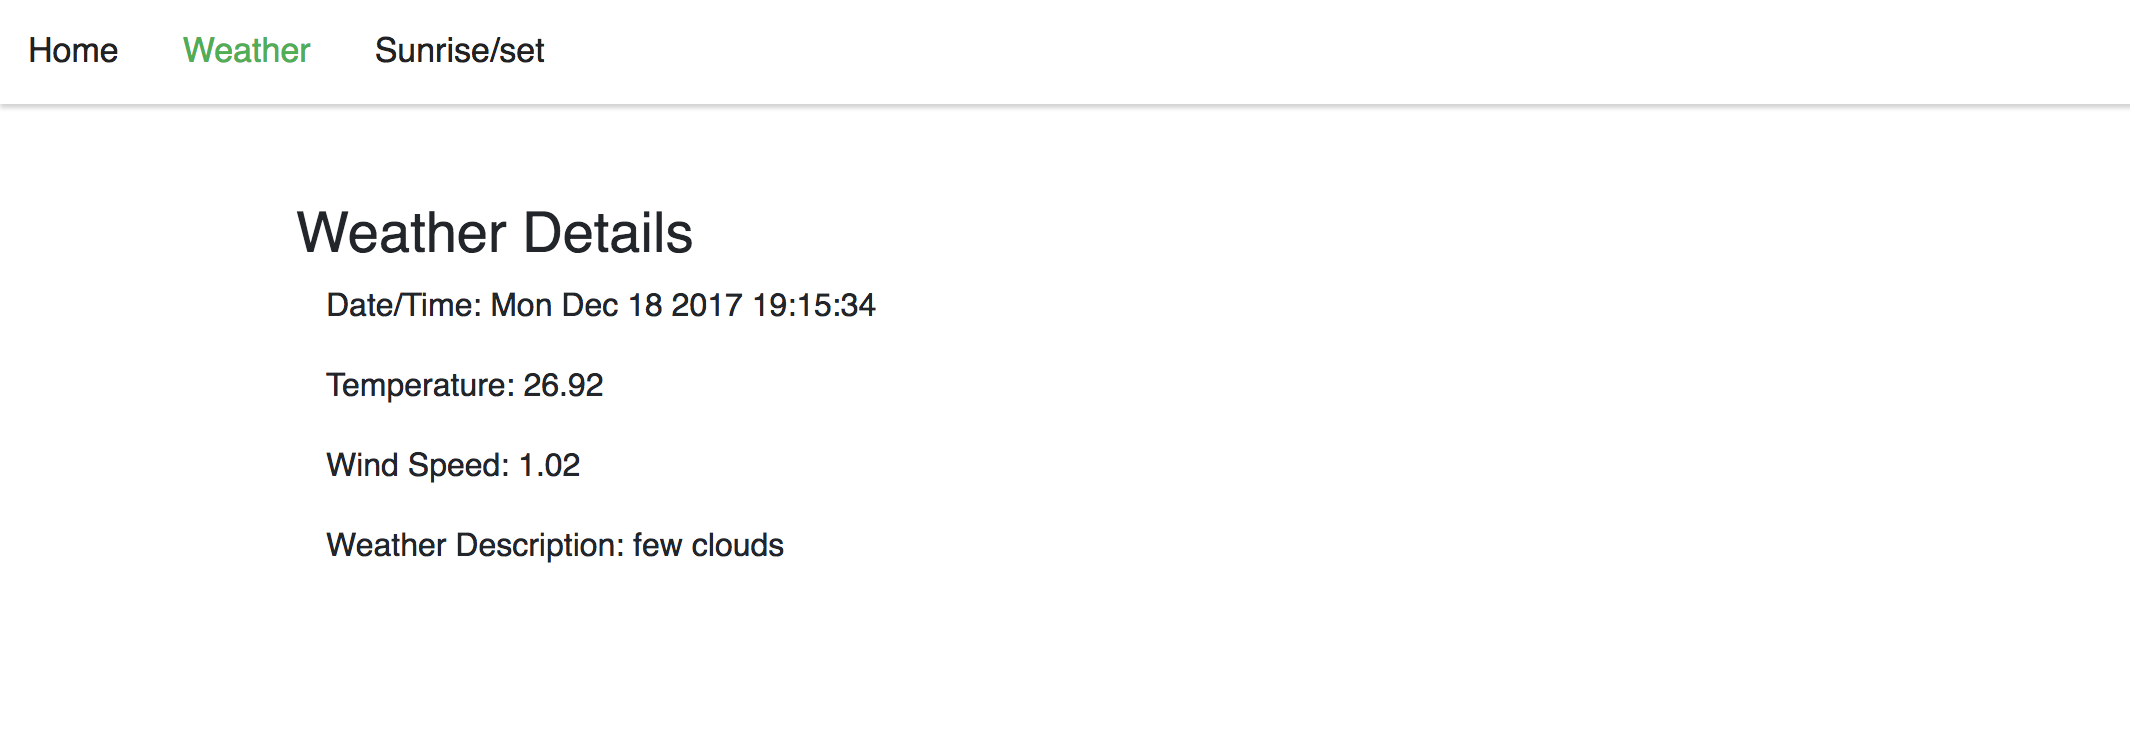 Home Weather Sunrise/set
Weather Details
Date/Time: Mon Dec 18 2017 19:15:34
Temperature: 26.92
Wind Speed: 1.02
Weather Description: few clouds